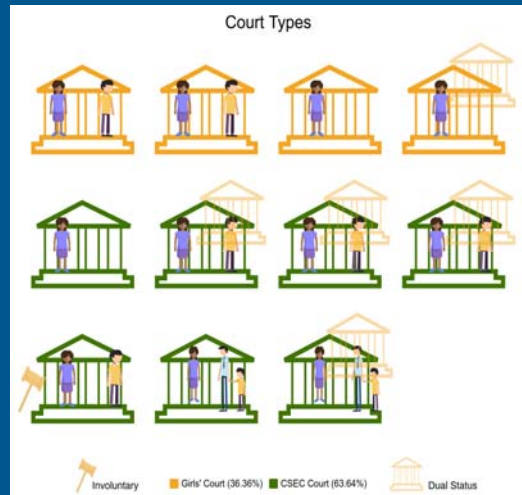 Court Types
Involuntary
Girls' Court (36.36%)
CSEC Court (63.64%)
Dual Status